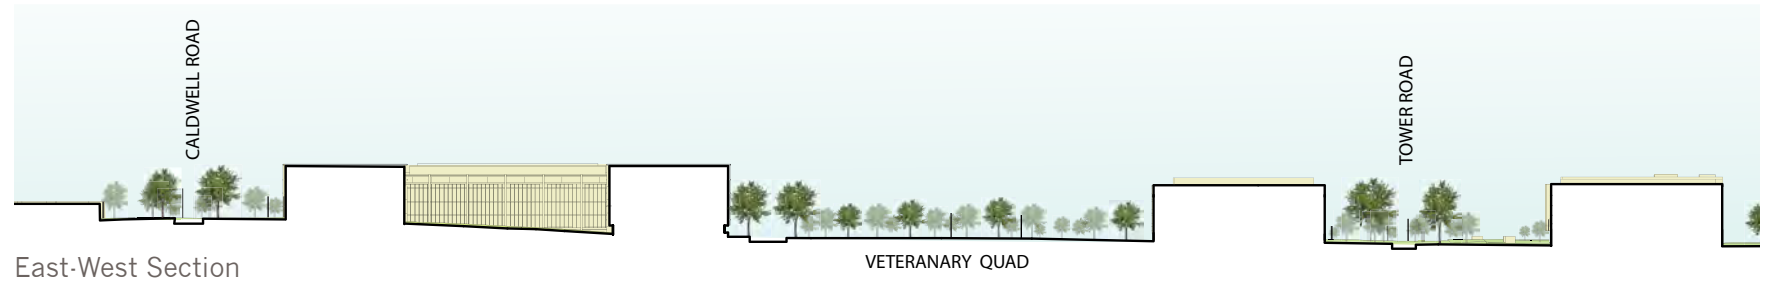 CALDWELL ROAD
TOWER ROAD
VETERANARY QUAD
East-West Section